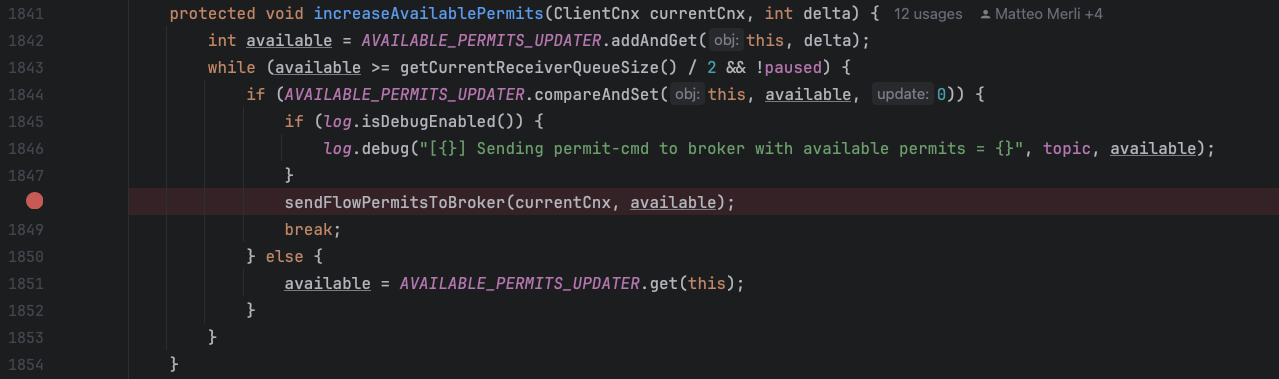 1841 protected void increaseAvailablePermits(ClientCnx currentCnx, int delta) { 12 usages Matteo Merli +4
1842 int available = AVAILABLE_PERMITS_UPDATER.addAndGet( obj: this, delta);
1843 while (available >= getCurrentReceiverQueueSize() / 2 && !paused) {
1844 if (AVAILABLE_PERMITS_UPDATER.compareAndSet( obj: this, available, update: 0)) {
1845 if (log.isDebugEnabled()) {
1846 log.debug("[{}] Sending permit-cmd to broker with available permits = {}", topic, available);
1847 }
sendFlowPermitsToBroker(currentCnx, available);
1849 break;
1850 } else {
1851 available = AVAILABLE_PERMITS_UPDATER.get(this);
1852 }
1853 }
1854 }